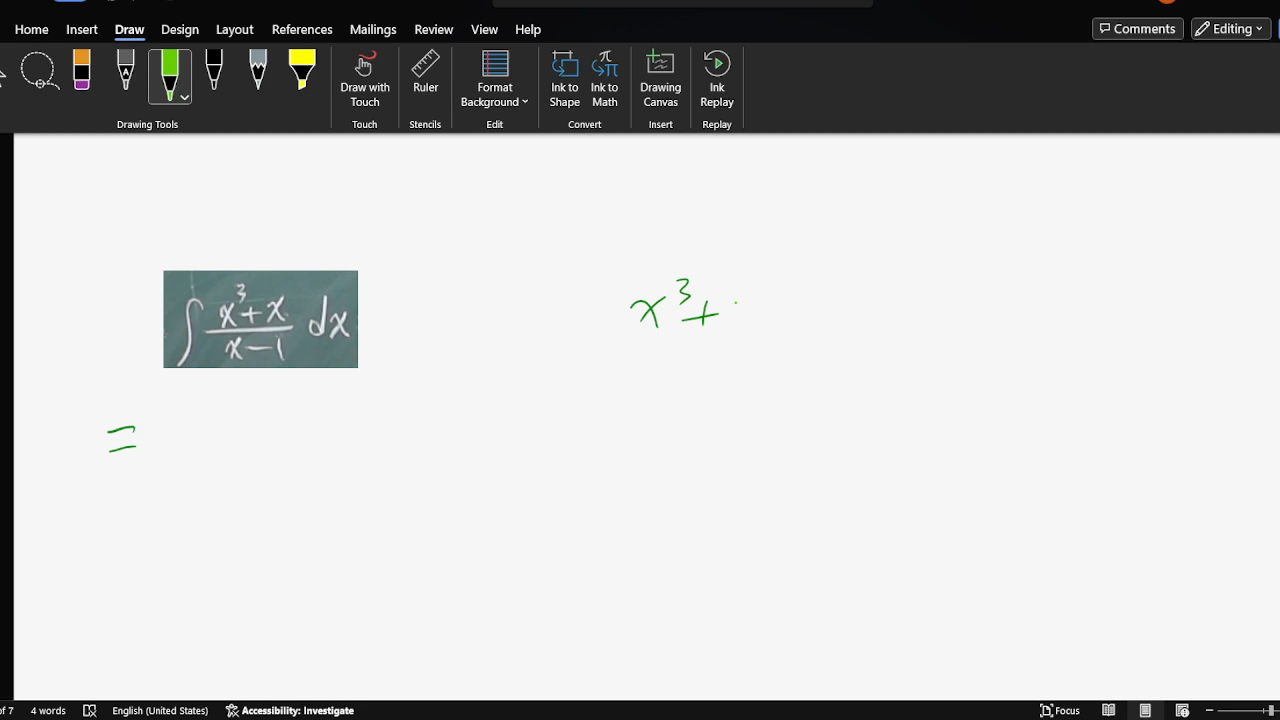 Home Insert Draw Design Layout References Mailings Review View Help Comments Editing
Draw with Touch Ruler Format Background Ink to Shape Ink to Math Drawing Canvas Ink Replay
Drawing Tools Touch Stencils Edit Convert Insert Replay
∫ (x³+x)/(x−1) dx
x³+
=
of 7 4 words English (United States) Accessibility: Investigate Focus